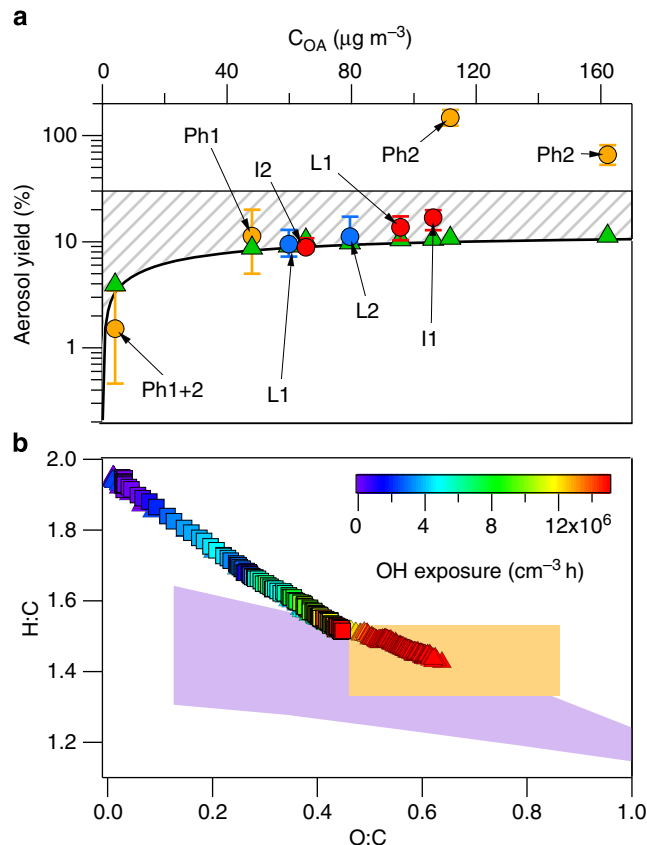 a
C_OA (μg m⁻³)
0 40 80 120 160
Aerosol yield (%)
100
10
1
Ph1
I2
L1
Ph2
Ph2
L2
I1
L1
Ph1+2
b
H:C
2.0
1.8
1.6
1.4
1.2
0 4 8 12x10⁶
OH exposure (cm⁻³ h)
0.0 0.2 0.4 0.6 0.8 1.0
O:C